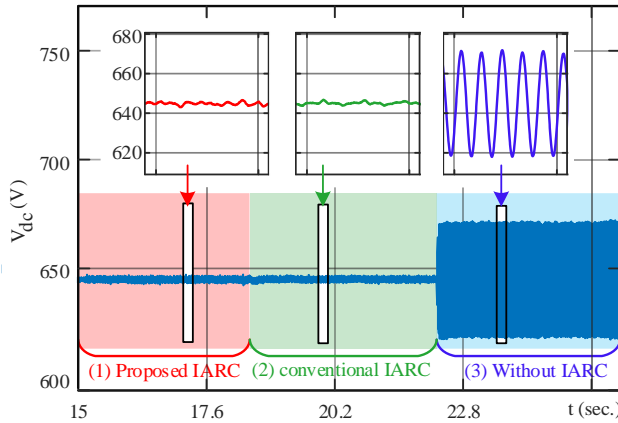 680
660
640
620
750
700
650
600
V_dc (V)
(1) Proposed IARC
(2) conventional IARC
(3) Without IARC
15
17.6
20.2
22.8
t (sec.)